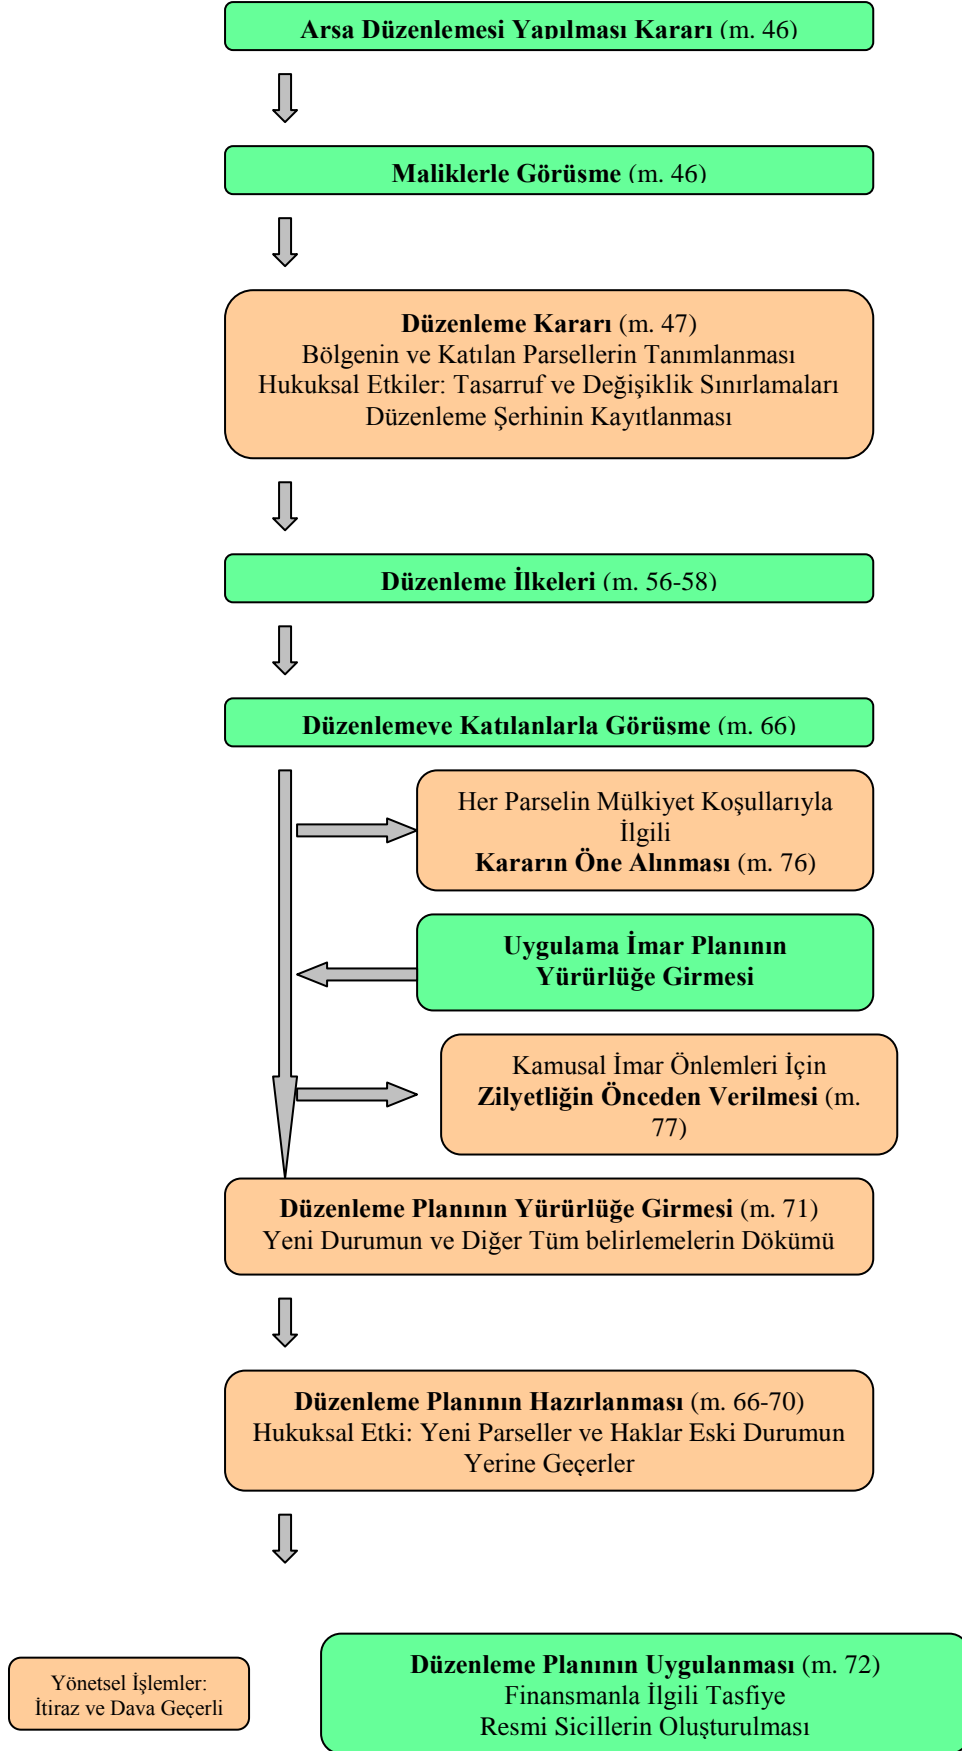 Arsa Düzenlemesi Yapılması Kararı (m. 46)
Maliklerle Görüsme (m. 46)
Düzenleme Kararı (m. 47)
Bölgenin ve Katılan Parsellerin Tanımlanması
Hukuksal Etkiler: Tasarruf ve Değişiklik Sınırlamaları
Düzenleme Şerhinin Kayıtlanması
Düzenleme İlkeleri (m. 56-58)
Düzenlemeve Katılanlarla Görüsme (m. 66)
Her Parselin Mülkiyet Koşullarıyla
İlgili
Kararın Öne Alınması (m. 76)
Uygulama İmar Planının
Yürürlüğe Girmesi
Kamusal İmar Önlemleri İçin
Zilyetliğin Önceden Verilmesi (m.
77)
Düzenleme Planının Yürürlüğe Girmesi (m. 71)
Yeni Durumun ve Diğer Tüm belirlemelerin Dökümü
Düzenleme Planının Hazırlanması (m. 66-70)
Hukuksal Etki: Yeni Parseller ve Haklar Eski Durumun
Yerine Geçerler
Yönetsel İşlemler:
İtiraz ve Dava Geçerli
Düzenleme Planının Uygulanması (m. 72)
Finansmanla İlgili Tasfiye
Resmi Sicillerin Oluşturulması